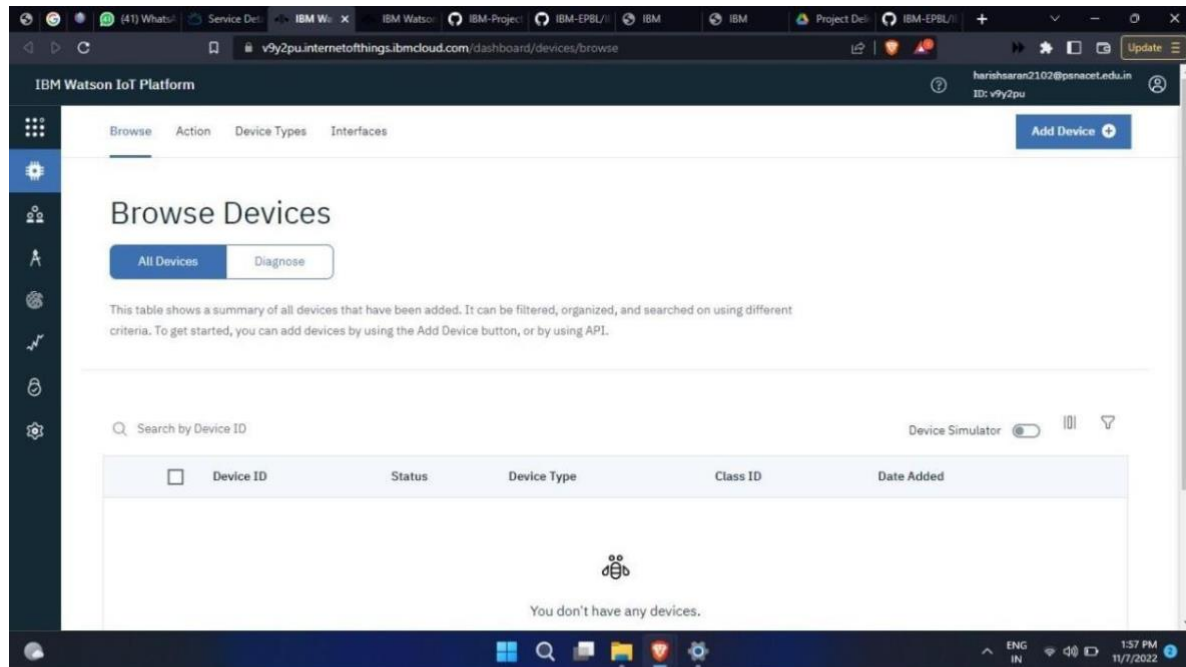 (41) Whats
Service Det
IBM Wa
IBM Watson
IBM-Project
IBM-EPBL/I
IBM
IBM
Project Deli
IBM-EPBL/I
v9y2pu.internetofthings.ibmcloud.com/dashboard/devices/browse
Update
IBM Watson IoT Platform
harishsaran2102@psnacet.edu.in
ID: v9y2pu
Browse Action Device Types Interfaces
Add Device
Browse Devices
All Devices Diagnose
This table shows a summary of all devices that have been added. It can be filtered, organized, and searched on using different
criteria. To get started, you can add devices by using the Add Device button, or by using API.
Search by Device ID
Device Simulator
Device ID Status Device Type Class ID Date Added
You don't have any devices.
ENG
IN
1:57 PM
11/7/2022